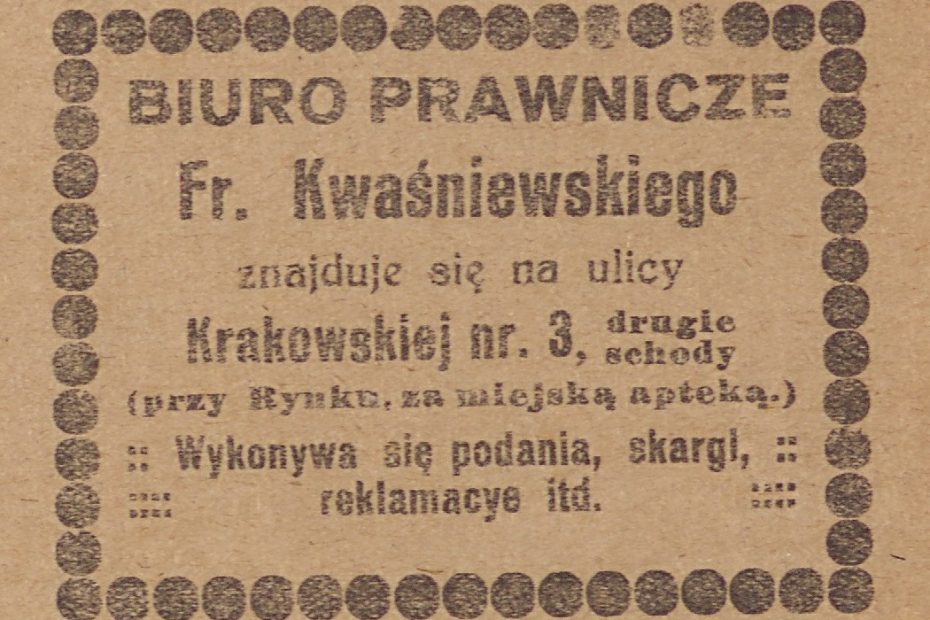 BIURO PRAWNICZE
Fr. Kwaśniewskiego
znajduje się na ulicy
Krakowskiej nr. 3, drugie schody
(przy Rynku, za miejską apteką.)
:: Wykonywa się podania, skargi, ::
reklamacye itd.